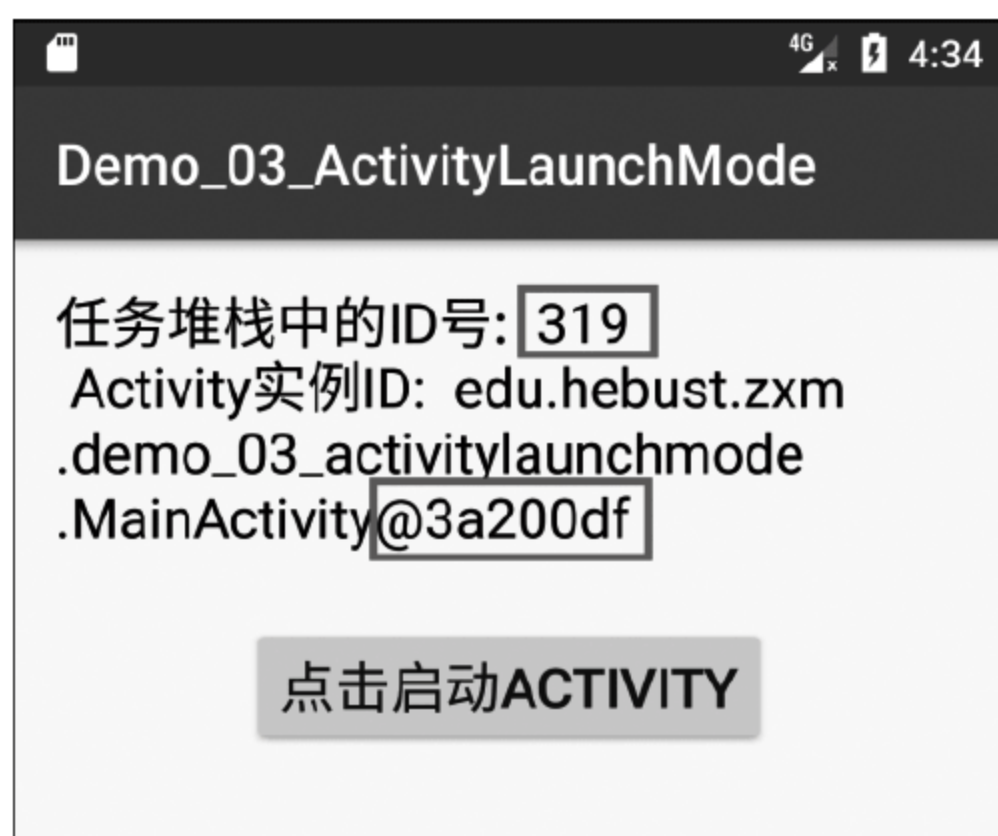 4G 4:34
Demo_03_ActivityLaunchMode
任务堆栈中的ID号: 319
Activity实例ID: edu.hebust.zxm
.demo_03_activitylaunchmode
.MainActivity@3a200df
点击启动ACTIVITY